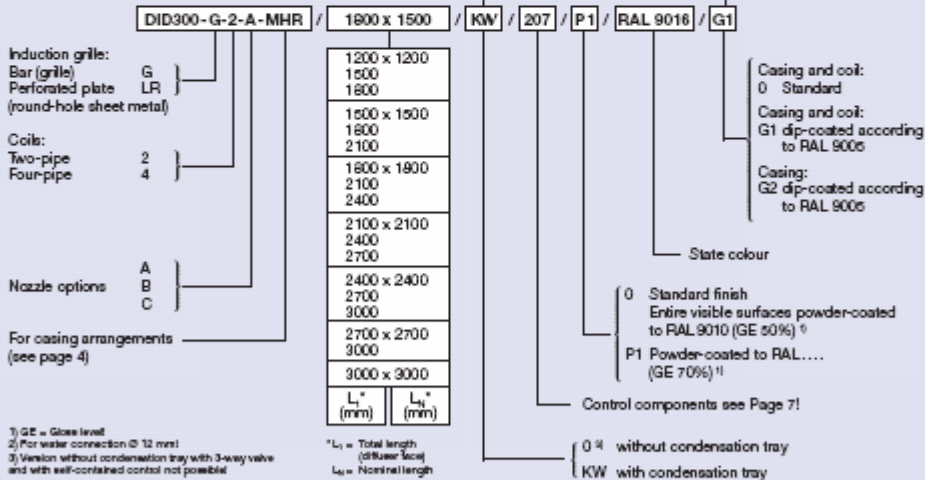 DID300-G-2-A-MHR / 1800 x 1500 / KW / 207 / P1 / RAL 9016 / G1
Induction grille:
Bar (grille) G
Perforated plate LR
(round-hole sheet metal)
Coils:
Two-pipe 2
Four-pipe 4
Nozzle options
A
B
C
For casing arrangements
(see page 4)
1200 x 1200
1500
1800
1500 x 1500
1800
2100
1800 x 1800
2100
2400
2100 x 2100
2400
2700
2400 x 2400
2700
3000
2700 x 2700
3000
3000 x 3000
L₁* (mm) LN* (mm)
Casing and coil:
0 Standard
Casing and coil:
G1 dip-coated according
to RAL 9005
Casing:
G2 dip-coated according
to RAL 9005
State colour
0 Standard finish
Entire visible surfaces powder-coated
to RAL 9010 (GE 50%) 1)
P1 Powder-coated to RAL....
(GE 70%) 1)
Control components see Page 7!
0 3) without condensation tray
KW with condensation tray
1) GE = Gloss level
2) For water connection Ø 12 mm!
3) Version without condensation tray with 3-way valve
and with self-contained control not possible!
*L₁ = Total length
(diffuser face)
LN = Nominal length